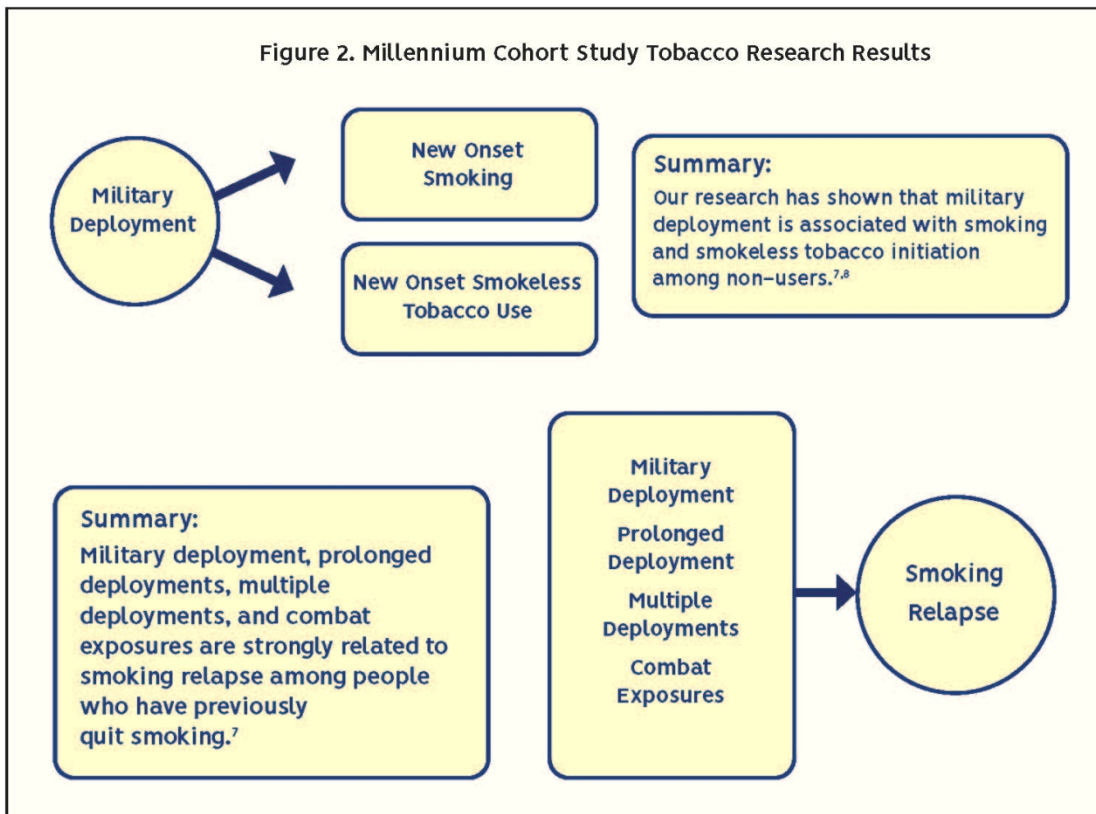 Figure 2. Millennium Cohort Study Tobacco Research Results
Military
Deployment
New Onset
Smoking
New Onset Smokeless
Tobacco Use
Summary:
Our research has shown that military
deployment is associated with smoking
and smokeless tobacco initiation
among non-users.⁷,⁸
Summary:
Military deployment, prolonged
deployments, multiple
deployments, and combat
exposures are strongly related to
smoking relapse among people
who have previously
quit smoking.⁷
Military
Deployment
Prolonged
Deployment
Multiple
Deployments
Combat
Exposures
Smoking
Relapse